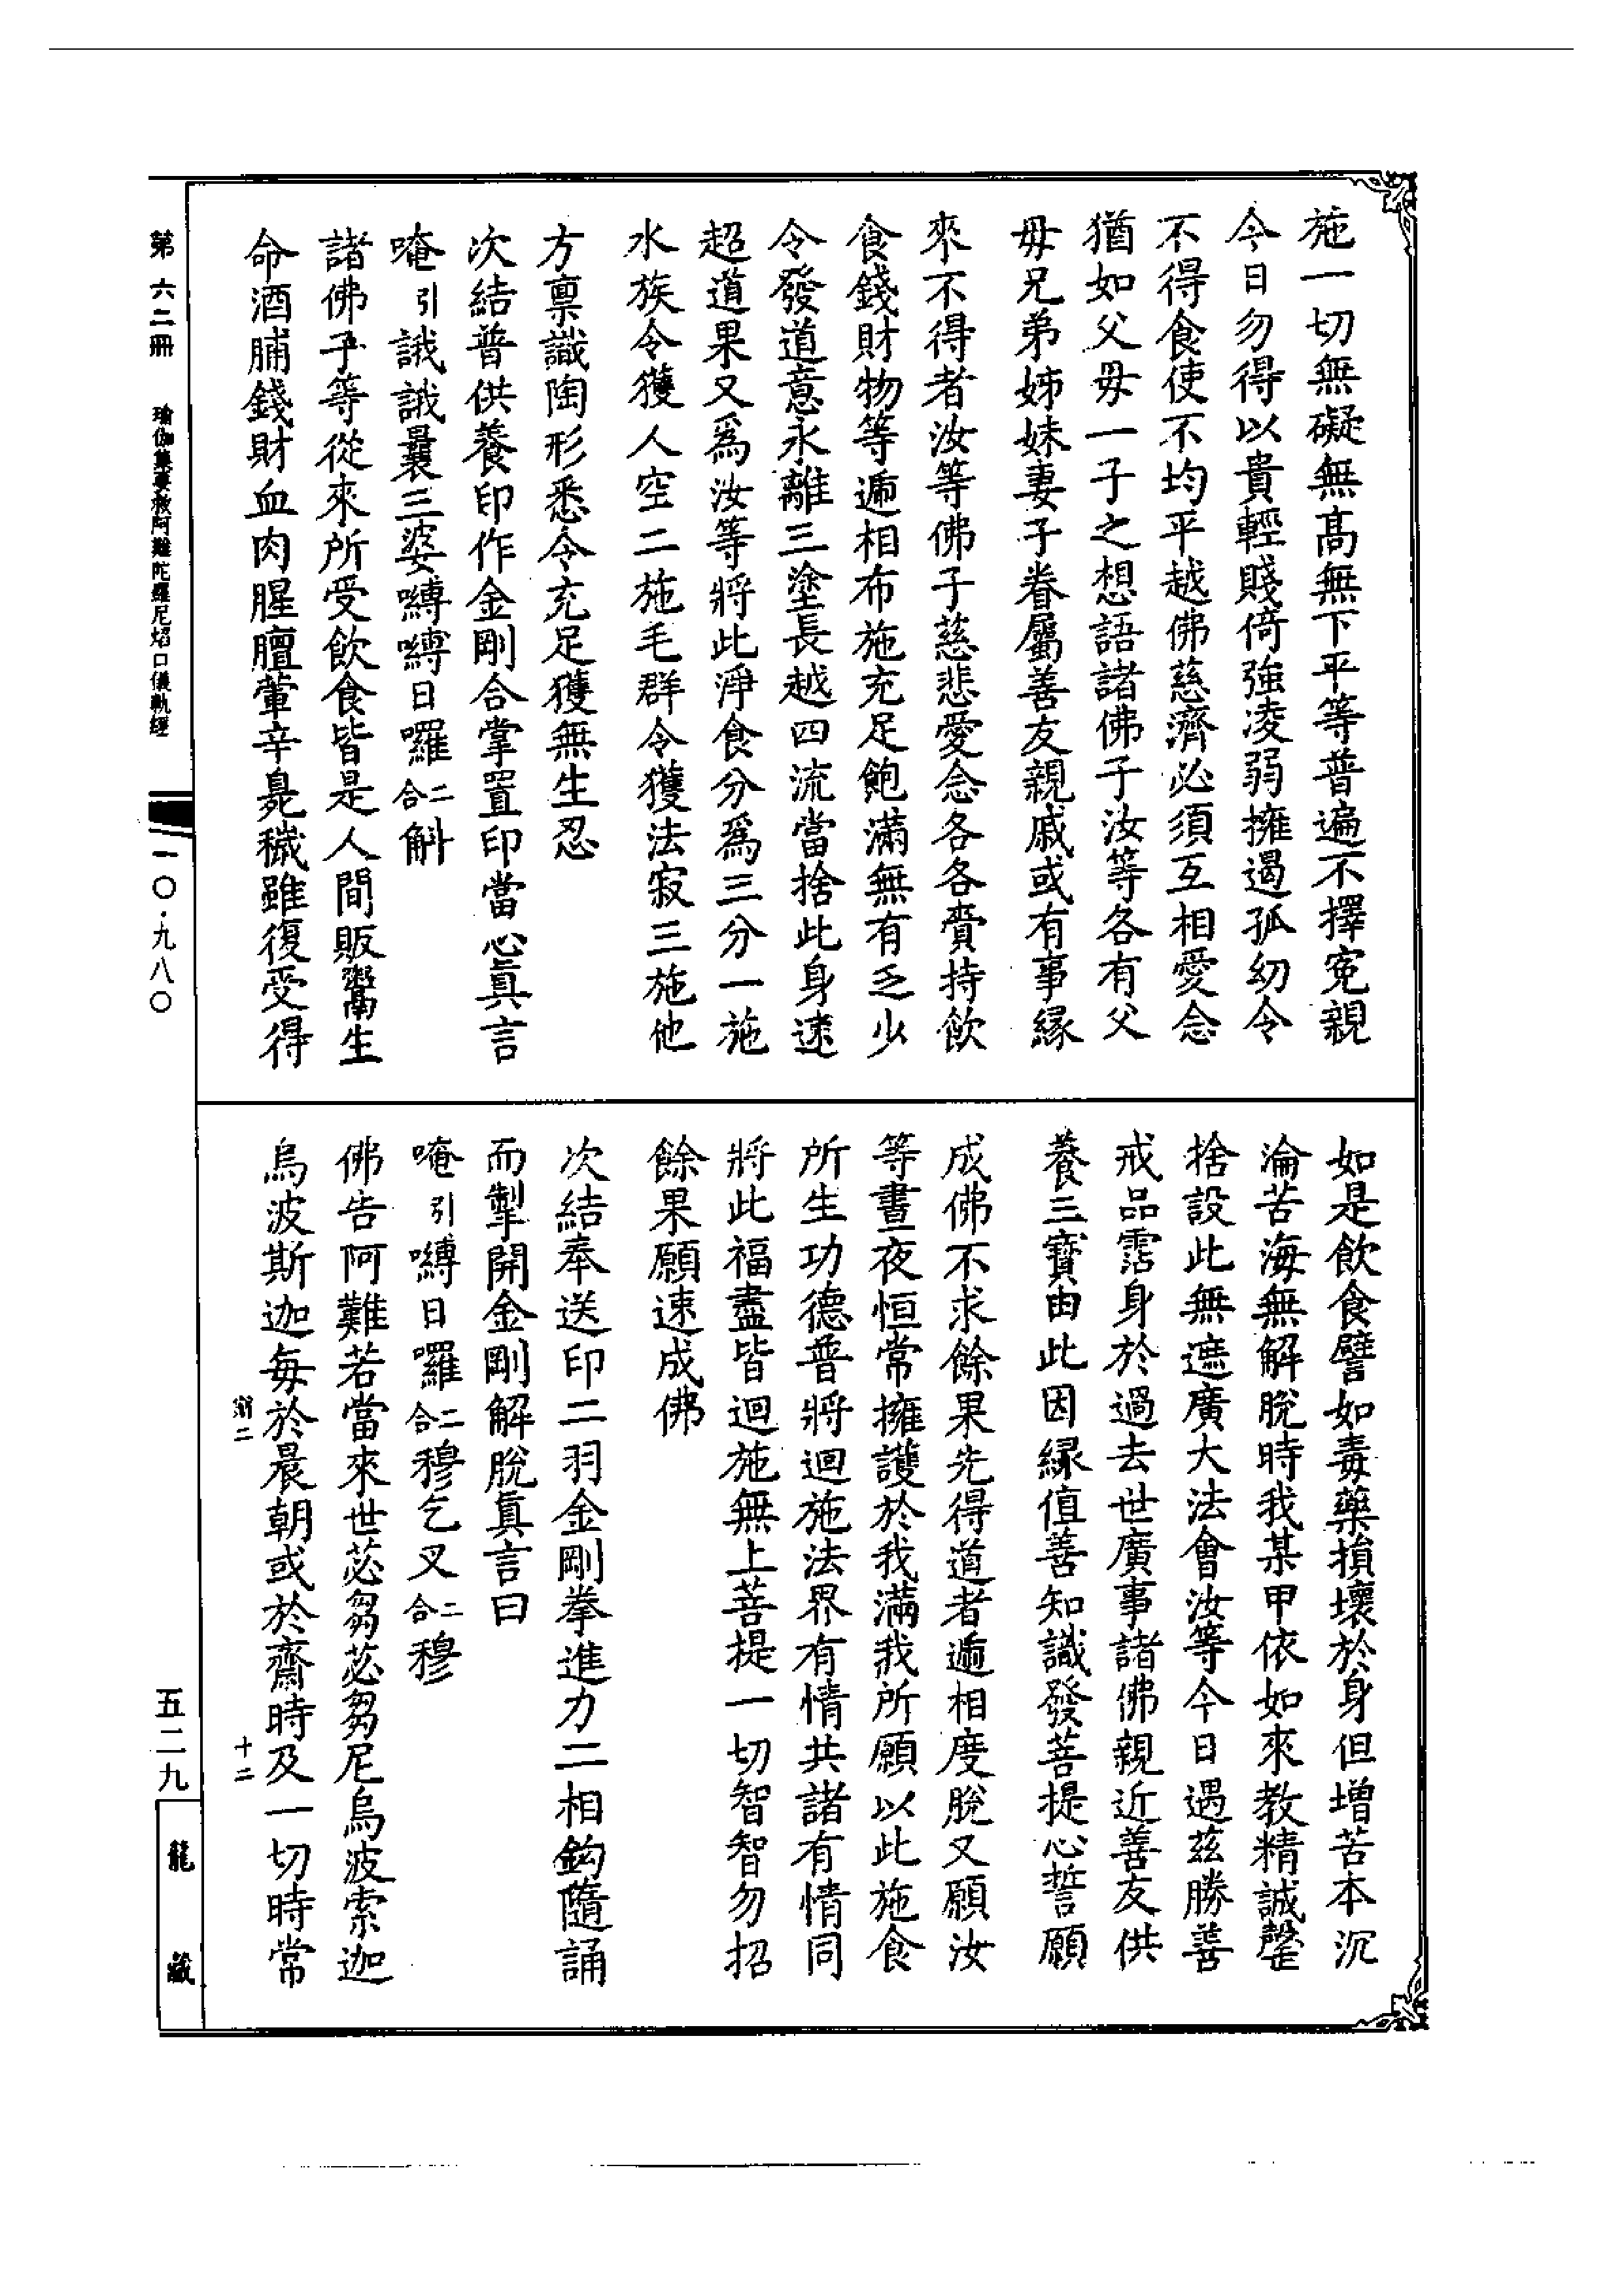 施一切無礙無高無下平等普遍不擇寃親
今日勿得以貴輕賤倚強凌弱擁遏孤幼令
不得食使不均平越佛慈濟必須互相愛念
猶如父毋一子之想語諸佛子汝等各有父
毋兄弟姊妹妻子眷屬善友親戚或有事緣
來不得者汝等佛子慈悲愛念各各賷持飲
食錢財物等遍相布施充足飽滿無有乏少
令發道意永離三塗長越四流當捨此身速
超道果又爲汝等將此淨食分爲三分一施
水族令獲人空二施毛群令獲法寂三施他
方禀識陶形悉令充足獲無生忍
次結普供養印作金剛合掌置印當心真言
唵引誐誐曩三婆嚩嚩日囉二合斛
諸佛子等從來所受飲食皆是人間販鬻生
命酒脯錢財血肉腥膻葷辛臭穢雖復受得
如是飲食譬如毒藥損壞於身但增苦本沉
淪苦海無解脫時我某甲依如來教精誠罄
捨設此無遮廣大法會汝等今日遇茲勝善
戒品霑身於過去世廣事諸佛親近善友供
養三寶由此因緣值善知識發菩提心誓願
成佛不求餘果先得道者遞相度脫又願汝
等晝夜恒常擁護於我滿我所願以此施食
所生功德普將迴施法界有情共諸有情同
將此福盡皆迴施無上菩提一切智智勿招
餘果願速成佛
次結奉送印二羽金剛拳進力二相鈎隨誦
而掣開金剛解脫真言曰
唵引嚩日囉二合穆乞叉二合穆
佛告阿難若當來世苾芻苾芻尼烏波索迦
烏波斯迦每於晨朝或於齋時及一切時常
十二
第六二冊 瑜伽集要救阿難陀羅尼焰口儀軌經
一〇·九八〇
五二九
龍藏